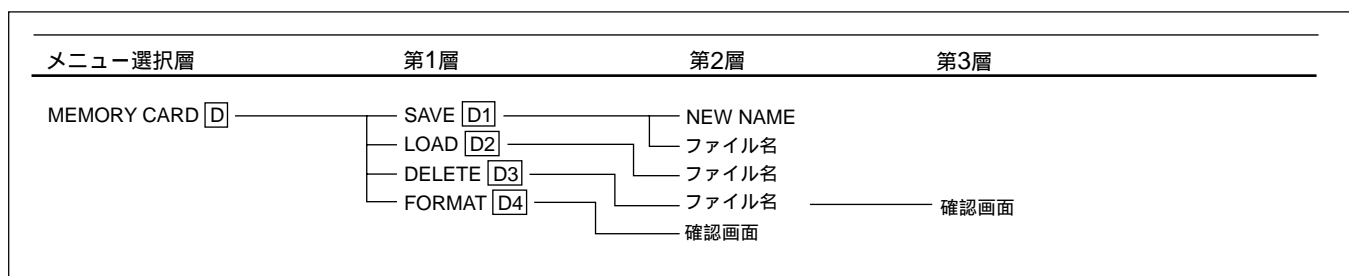 メニュー選択層 第1層 第2層 第3層
MEMORY CARD D SAVE D1 NEW NAME
LOAD D2 ファイル名
DELETE D3 ファイル名
FORMAT D4 ファイル名 確認画面
確認画面